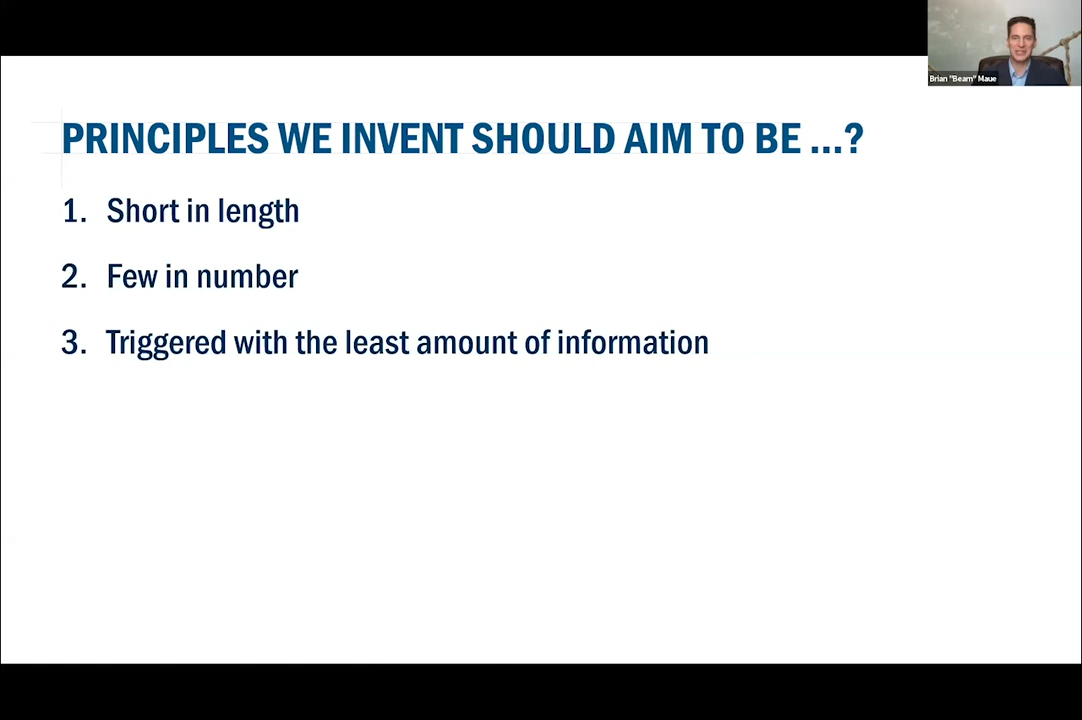 Brian "Beam" Maue
PRINCIPLES WE INVENT SHOULD AIM TO BE ...?
1. Short in length
2. Few in number
3. Triggered with the least amount of information